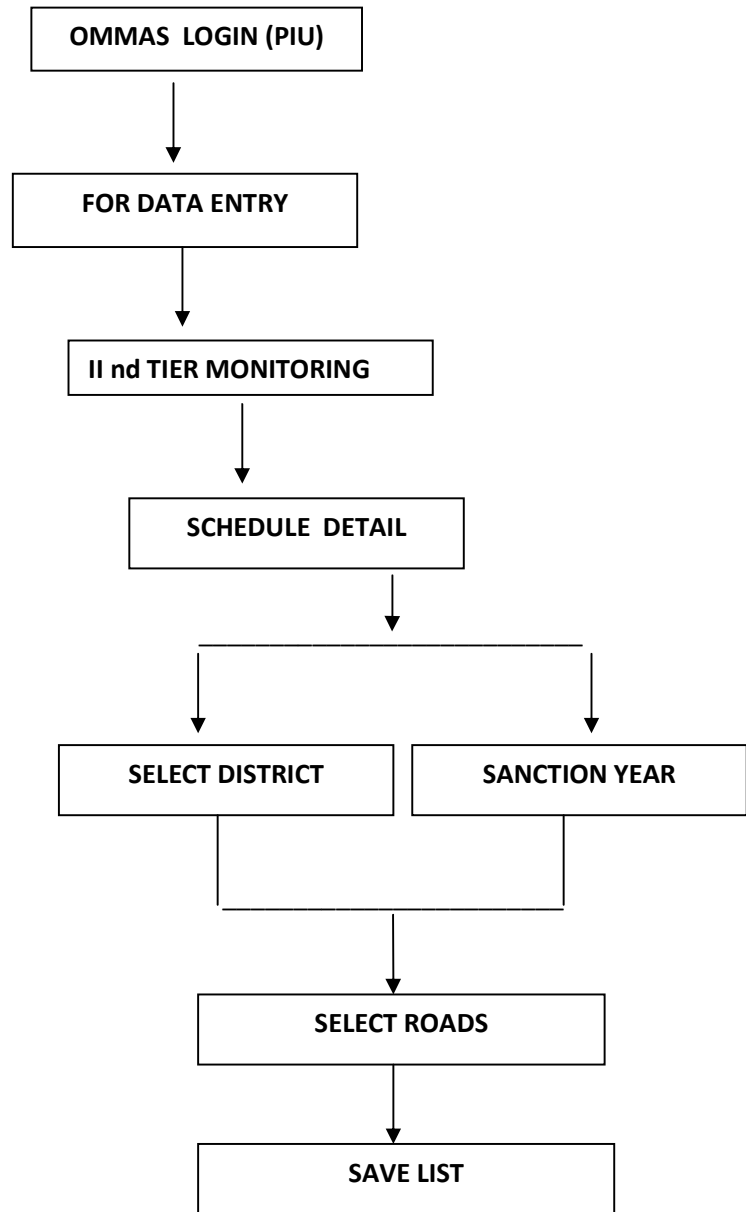 OMMAS LOGIN (PIU)
FOR DATA ENTRY
II nd TIER MONITORING
SCHEDULE DETAIL
SELECT DISTRICT
SANCTION YEAR
SELECT ROADS
SAVE LIST